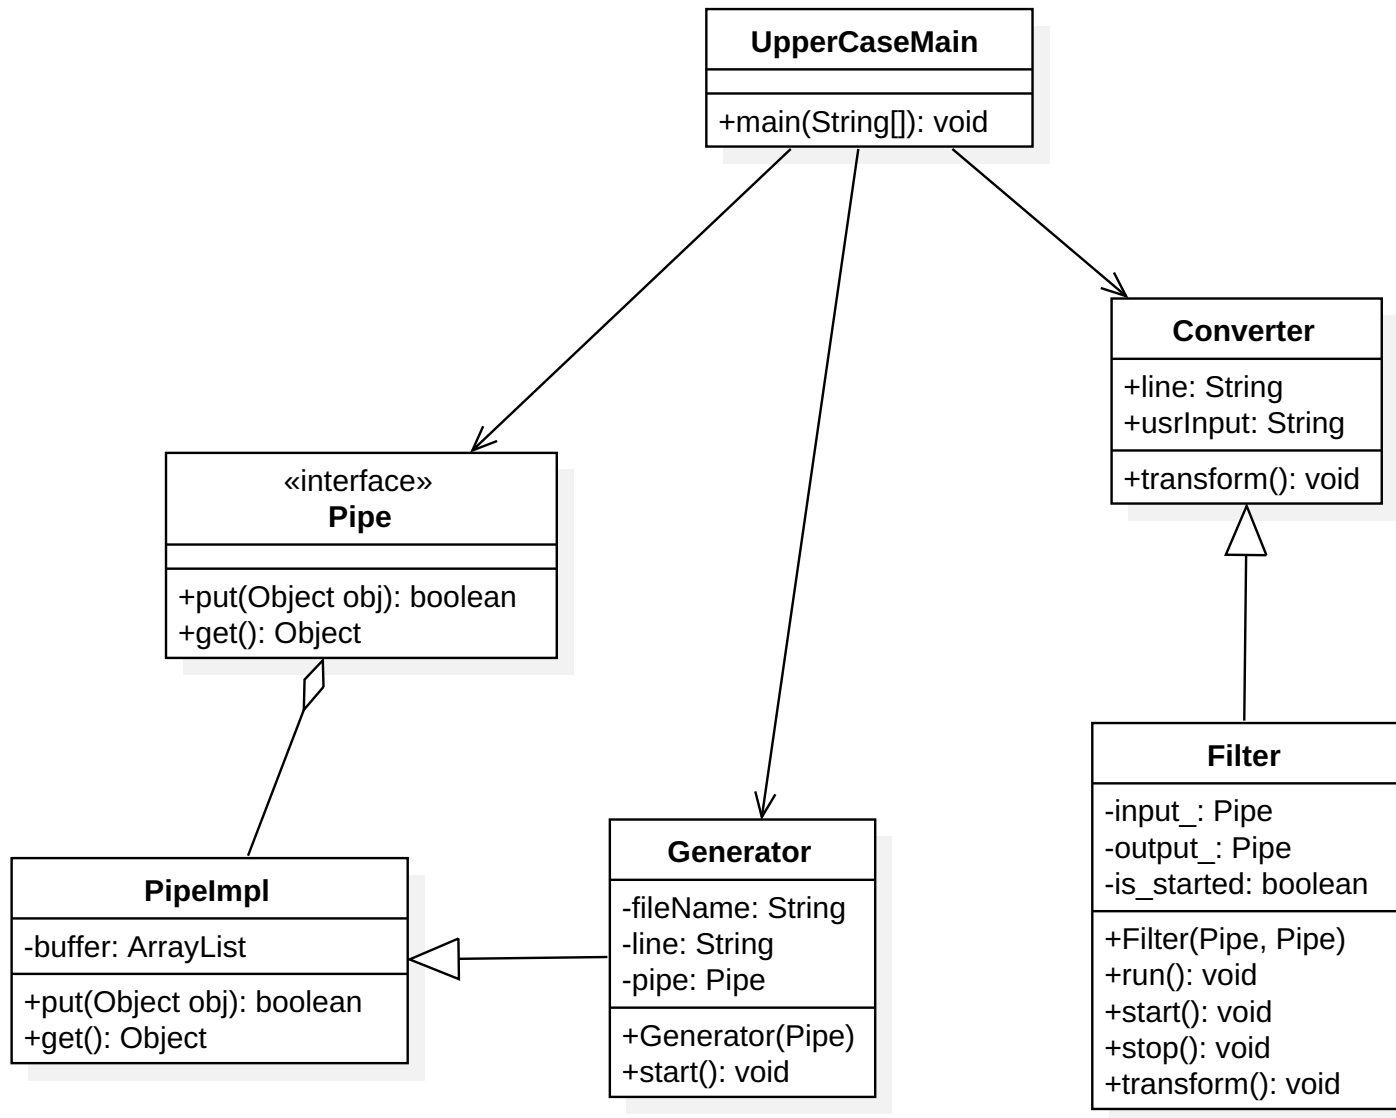 UpperCaseMain
+main(String[]): void
Converter
+line: String
+usrInput: String
+transform(): void
«interface»
Pipe
+put(Object obj): boolean
+get(): Object
PipeImpl
-buffer: ArrayList
+put(Object obj): boolean
+get(): Object
Generator
-fileName: String
-line: String
-pipe: Pipe
+Generator(Pipe)
+start(): void
Filter
-input_: Pipe
-output_: Pipe
-is_started: boolean
+Filter(Pipe, Pipe)
+run(): void
+start(): void
+stop(): void
+transform(): void